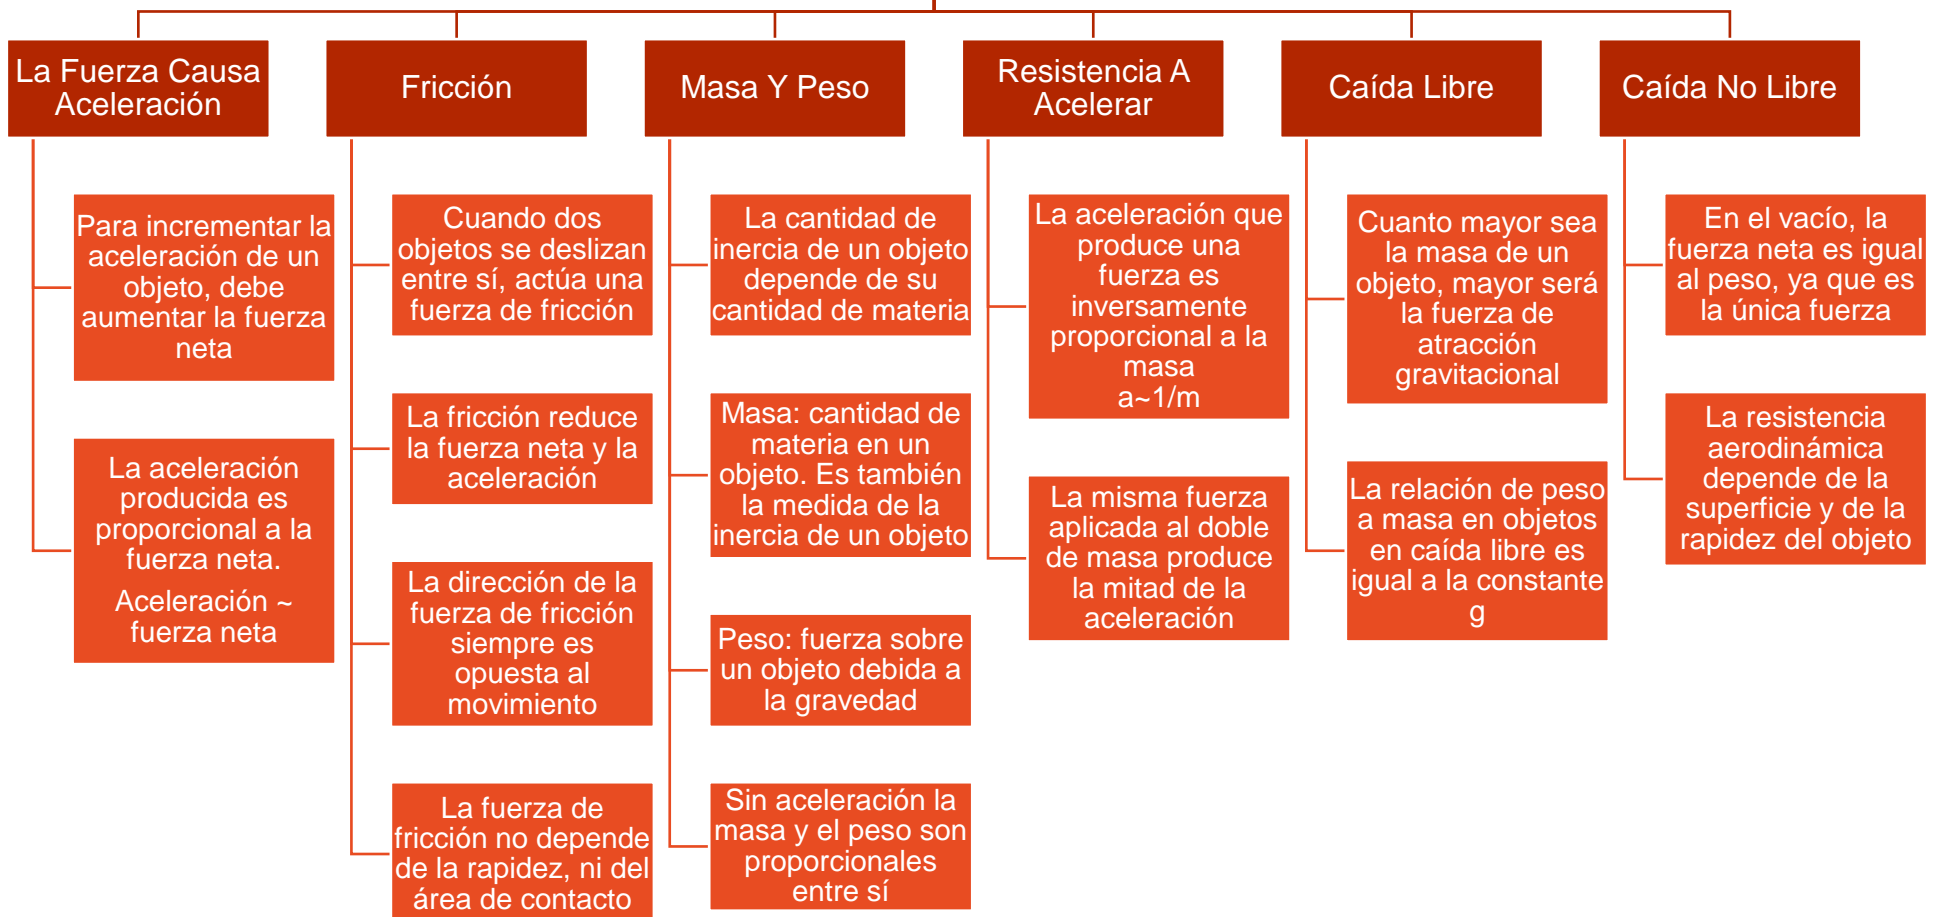 La Fuerza Causa
Aceleración
Para incrementar la
aceleración de un
objeto, debe
aumentar la fuerza
neta
La aceleración
producida es
proporcional a la
fuerza neta.
Aceleración ~
fuerza neta
Fricción
Cuando dos
objetos se deslizan
entre sí, actúa una
fuerza de fricción
La fricción reduce
la fuerza neta y la
aceleración
La dirección de la
fuerza de fricción
siempre es
opuesta al
movimiento
La fuerza de
fricción no depende
de la rapidez, ni del
área de contacto
Masa Y Peso
La cantidad de
inercia de un objeto
depende de su
cantidad de materia
Masa: cantidad de
materia en un
objeto. Es también
la medida de la
inercia de un objeto
Peso: fuerza sobre
un objeto debida a
la gravedad
Sin aceleración la
masa y el peso son
proporcionales
entre sí
Resistencia A
Acelerar
La aceleración que
produce una
fuerza es
inversamente
proporcional a la
masa
a~1/m
La misma fuerza
aplicada al doble
de masa produce
la mitad de la
aceleración
Caída Libre
Cuanto mayor sea
la masa de un
objeto, mayor será
la fuerza de
atracción
gravitacional
La relación de peso
a masa en objetos
en caída libre es
igual a la constante
g
Caída No Libre
En el vacío, la
fuerza neta es igual
al peso, ya que es
la única fuerza
La resistencia
aerodinámica
depende de la
superficie y de la
rapidez del objeto